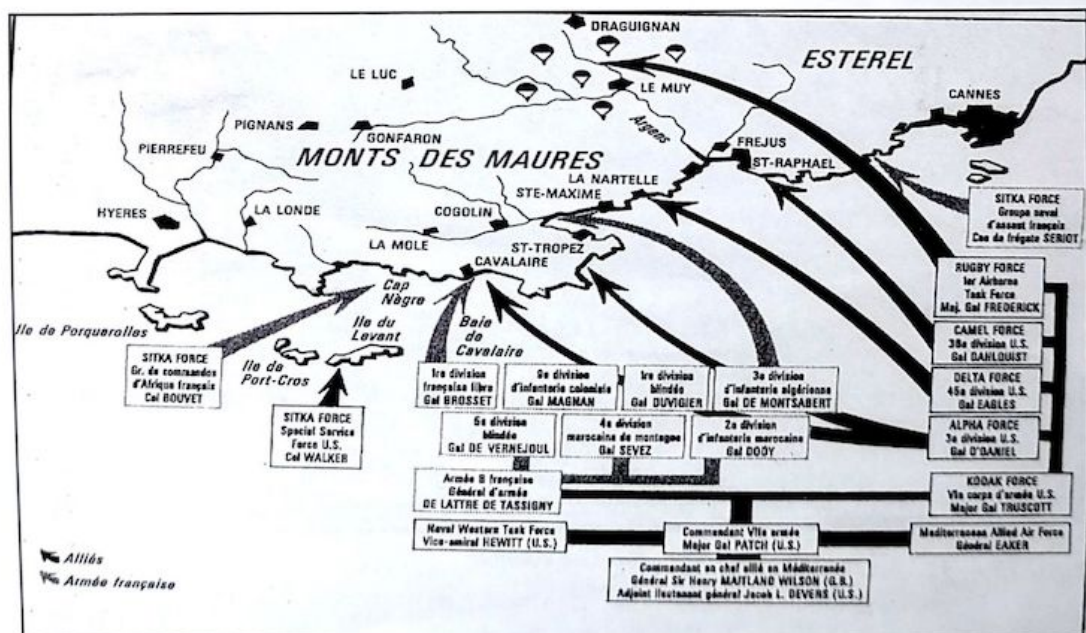 DRAGUIGNAN
ESTEREL
LE LUC
LE MUY
CANNES
PIGNANS
GONFARON
Argens
FREJUS
PIERREFEU
MONTS DES MAURES
ST-RAPHAEL
LA NARTELLE
STE-MAXIME
HYERES
LA LONDE
COGOLIN
LA MOLE
ST-TROPEZ
CAVALAIRE
SITKA FORCE
Groupe naval
d'assaut français
Cne de frégate SERIOT
Cap
Nègre
Baie
de
Cavalaire
Ile de Porquerolles
Ile du
Levant
Ile de
Port-Cros
RUGBY FORCE
1er Airborne
Task Force
Maj. Gal FREDERICK
CAMEL FORCE
36e division U.S.
Gal DAHLQUIST
DELTA FORCE
45e division U.S.
Gal EAGLES
ALPHA FORCE
3e division U.S.
Gal O'DANIEL
SITKA FORCE
Gr. de commandos
d'Afrique français
Col BOUVET
SITKA FORCE
Special Service
Force U.S.
Col WALKER
1re division
française libre
Gal BROSSET
9e division
d'infanterie coloniale
Gal MAGNAN
1re division
blindée
Gal DUVIGIER
3e division
d'infanterie algérienne
Gal DE MONTSABERT
5e division
blindée
Gal DE VERNEJOUL
4e division
marocaine de montagne
Gal SEVEZ
2e division
d'infanterie marocaine
Gal DODY
Armée B française
Général d'armée
DE LATTRE DE TASSIGNY
KODAK FORCE
VIe corps d'armée U.S.
Major Gal TRUSCOTT
Naval Western Task Force
Vice-amiral HEWITT (U.S.)
Commandant VIIe armée
Major Gal PATCH (U.S.)
Mediterranean Allied Air Force
Général EAKER
Commandant en chef allié en Méditerranée
Général Sir Henry MAITLAND WILSON (G.B.)
Adjoint lieutenant général Jacob L. DEVERS (U.S.)
Alliés
Armée française